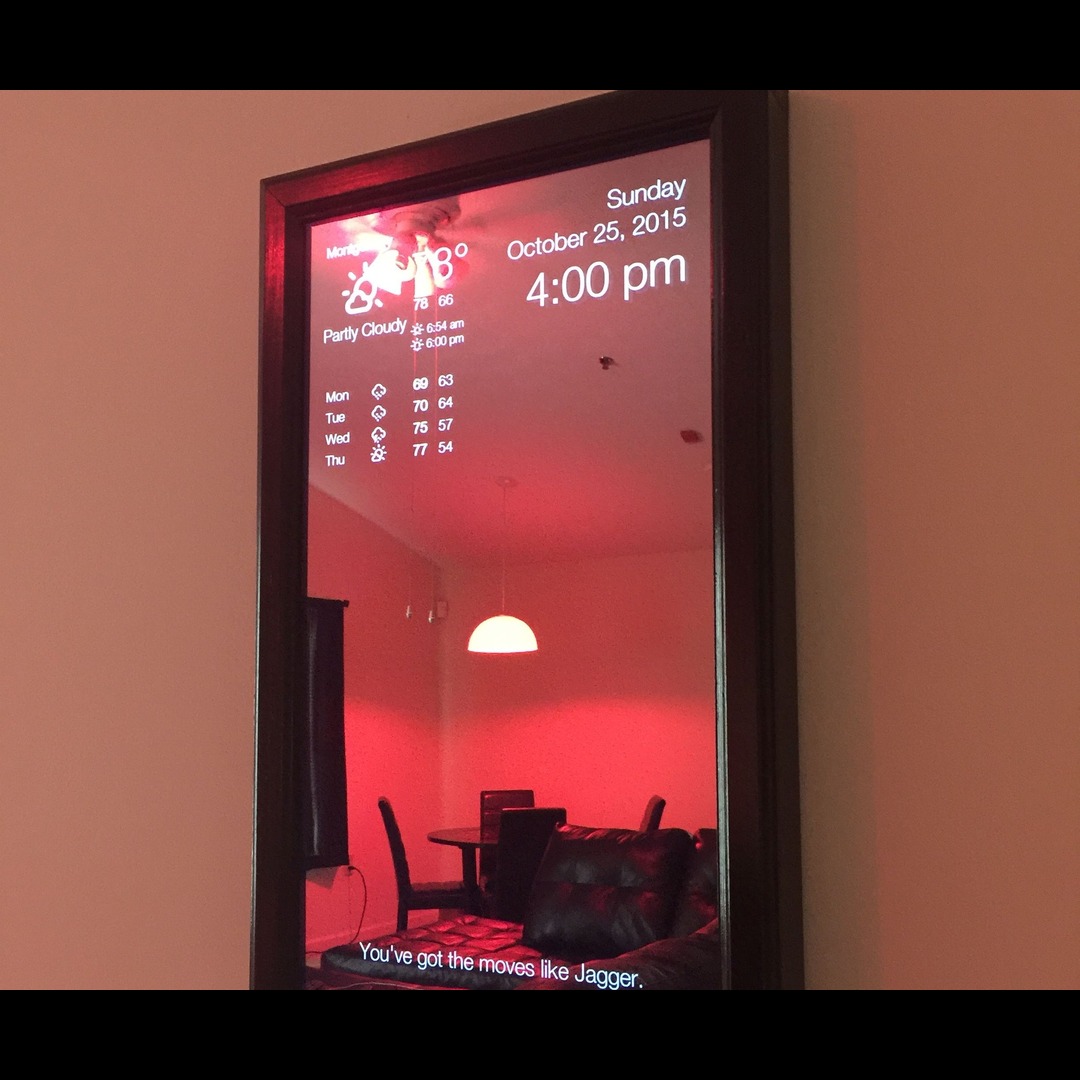 Sunday
October 25, 2015
4:00 pm
78 66
Partly Cloudy 6:54 am
6:00 pm
Mon 69 63
Tue 70 64
Wed 75 57
Thu 77 54
You've got the moves like Jagger.